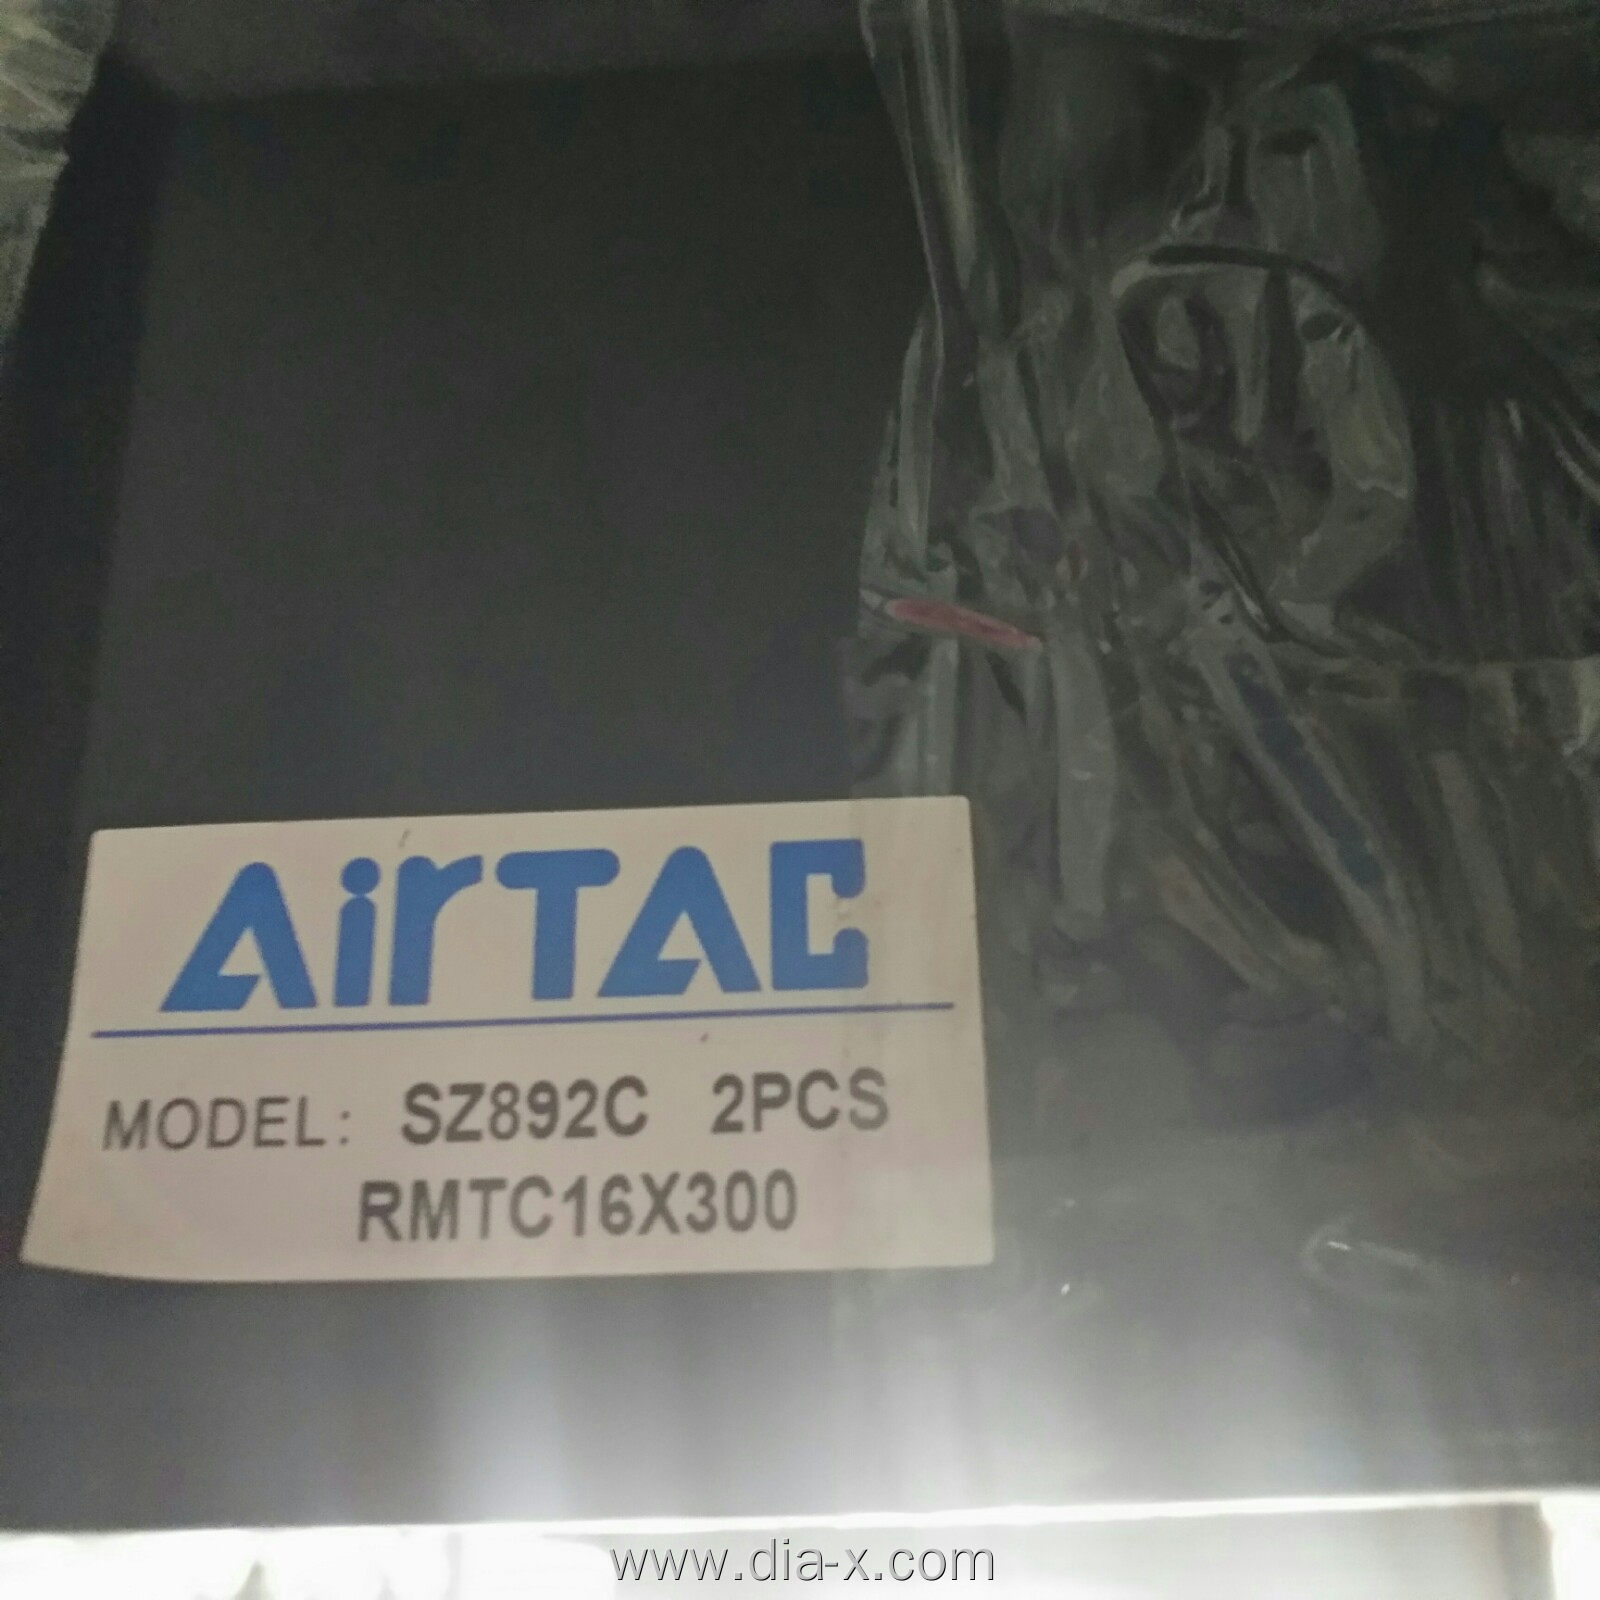 AirTAC
MODEL: SZ892C 2PCS
RMTC16X300
www.dia-x.com